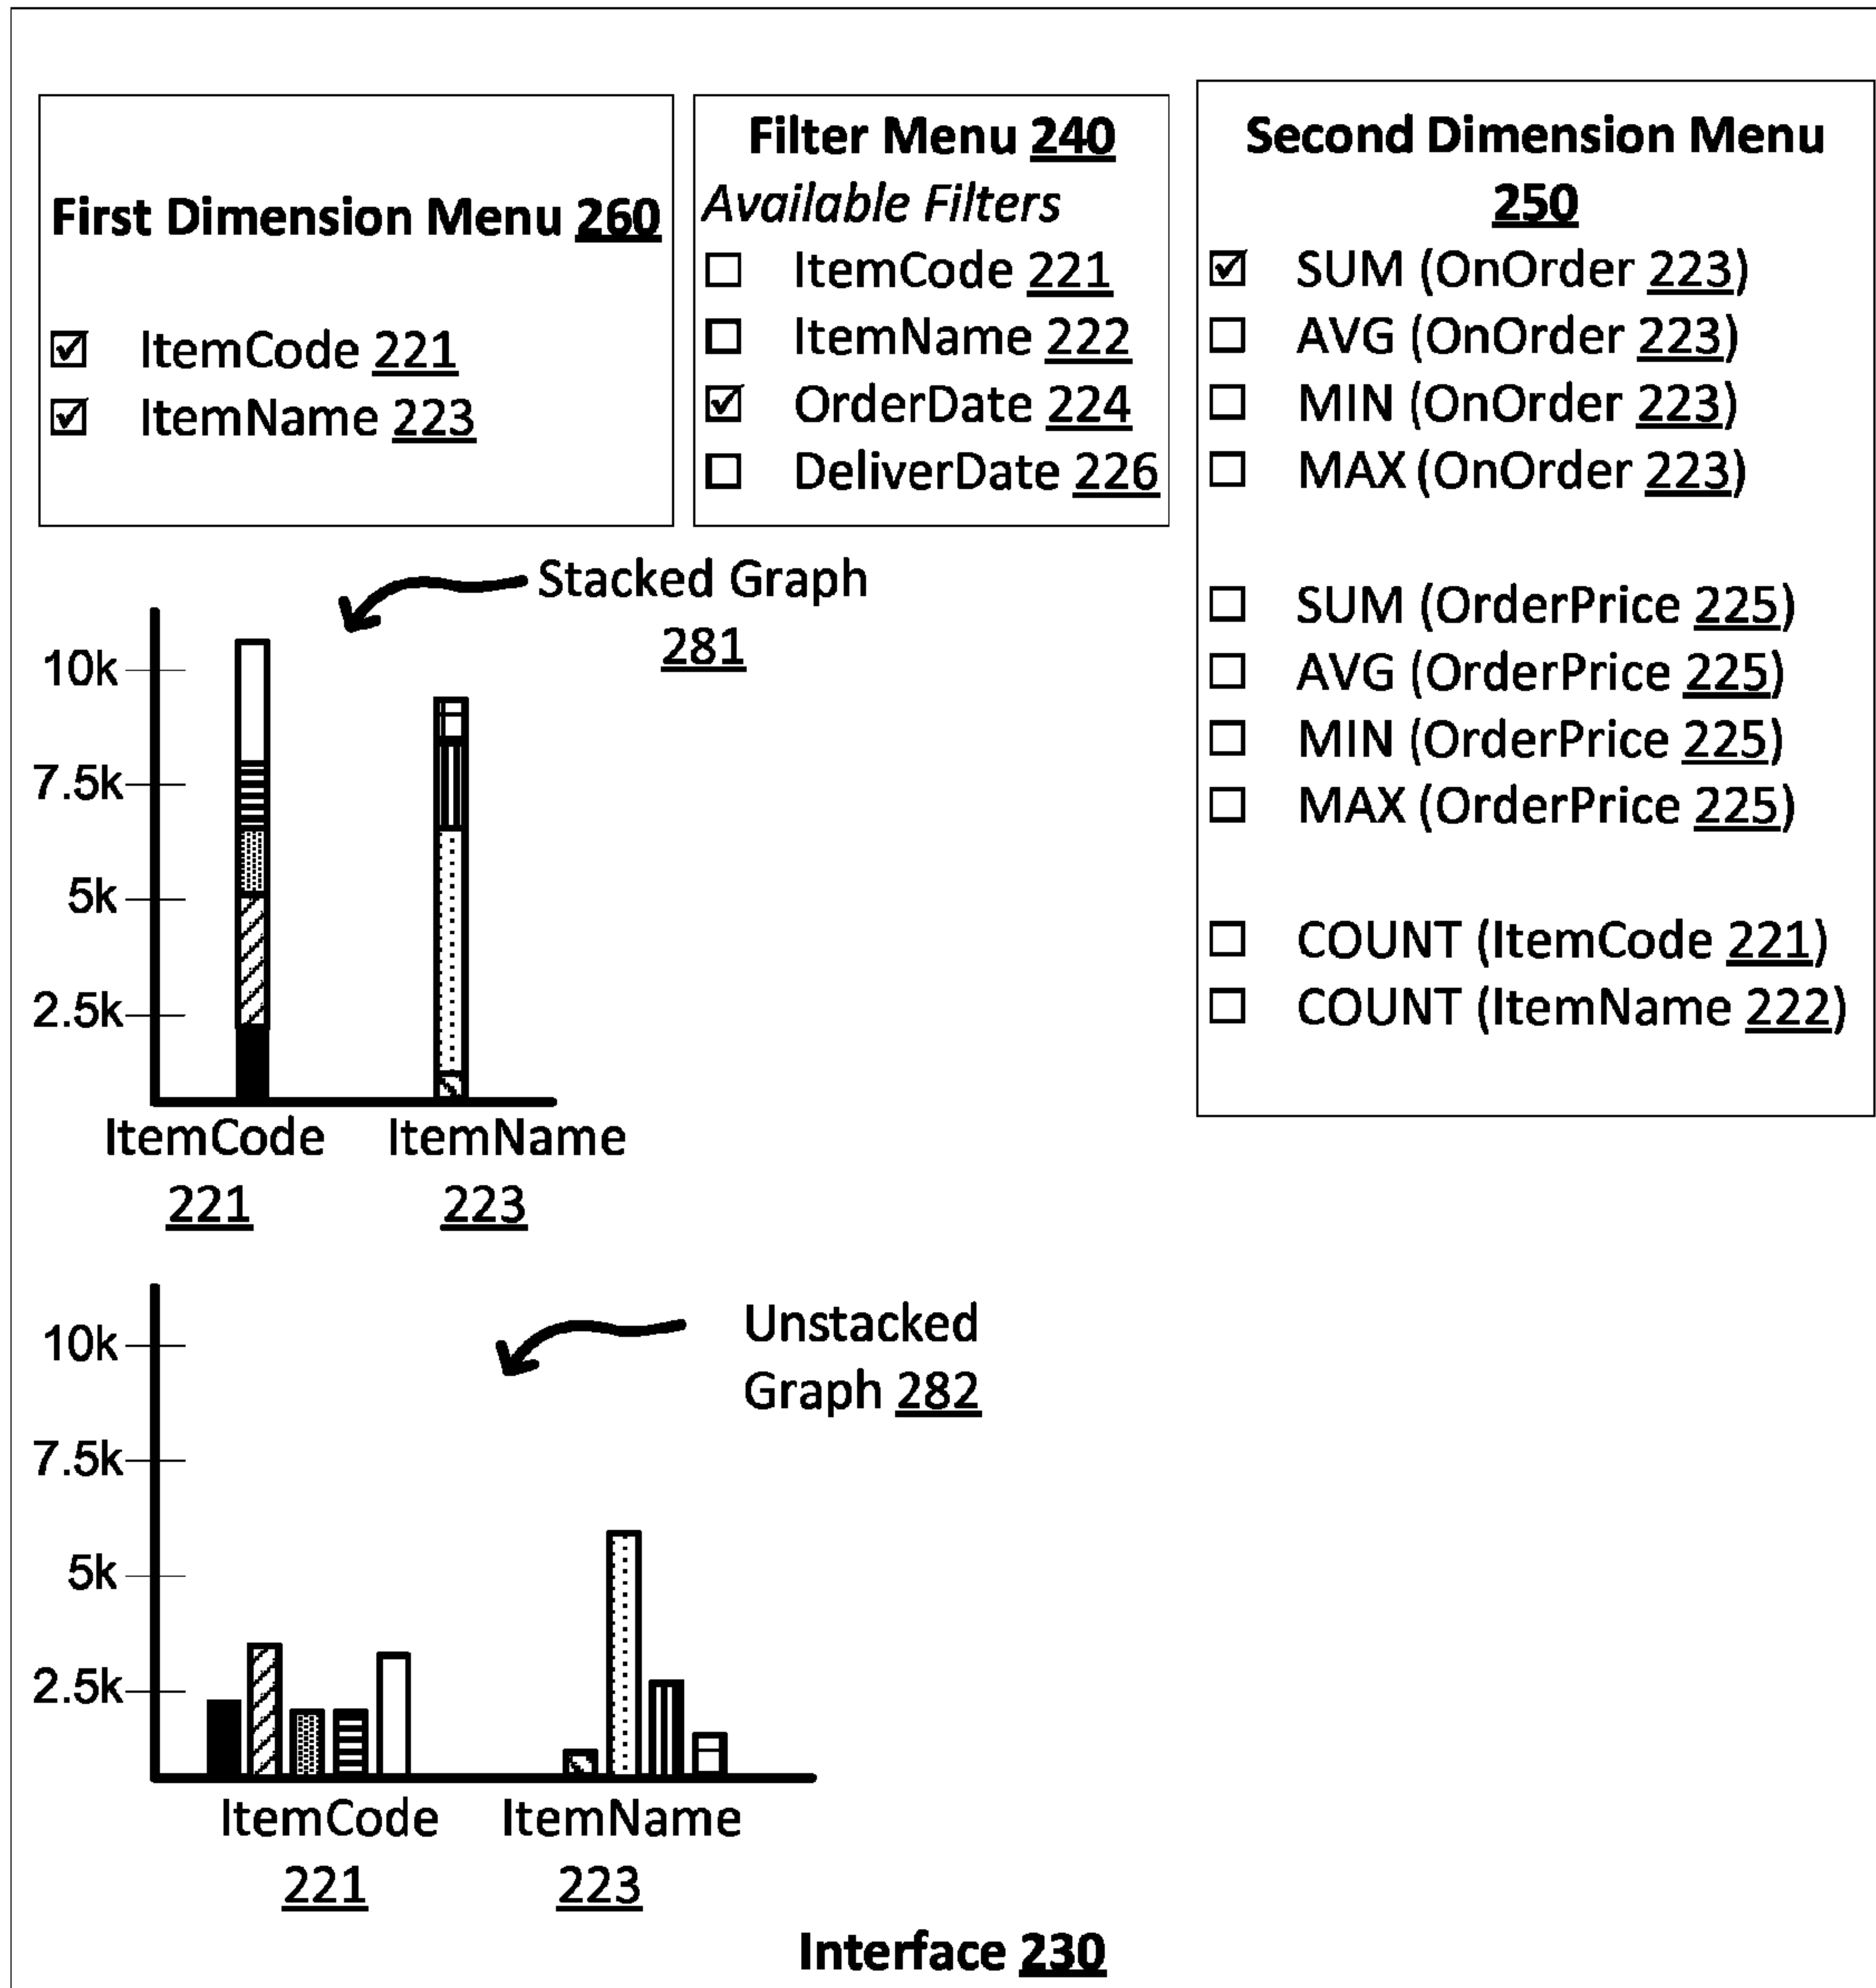 First Dimension Menu 260
ItemCode 221
ItemName 223
Filter Menu 240
Available Filters
ItemCode 221
ItemName 222
OrderDate 224
DeliverDate 226
Second Dimension Menu
250
SUM (OnOrder 223)
AVG (OnOrder 223)
MIN (OnOrder 223)
MAX (OnOrder 223)
SUM (OrderPrice 225)
AVG (OrderPrice 225)
MIN (OrderPrice 225)
MAX (OrderPrice 225)
COUNT (ItemCode 221)
COUNT (ItemName 222)
Stacked Graph
281
10k
7.5k
5k
2.5k
ItemCode ItemName
221 223
Unstacked
Graph 282
10k
7.5k
5k
2.5k
ItemCode ItemName
221 223
Interface 230